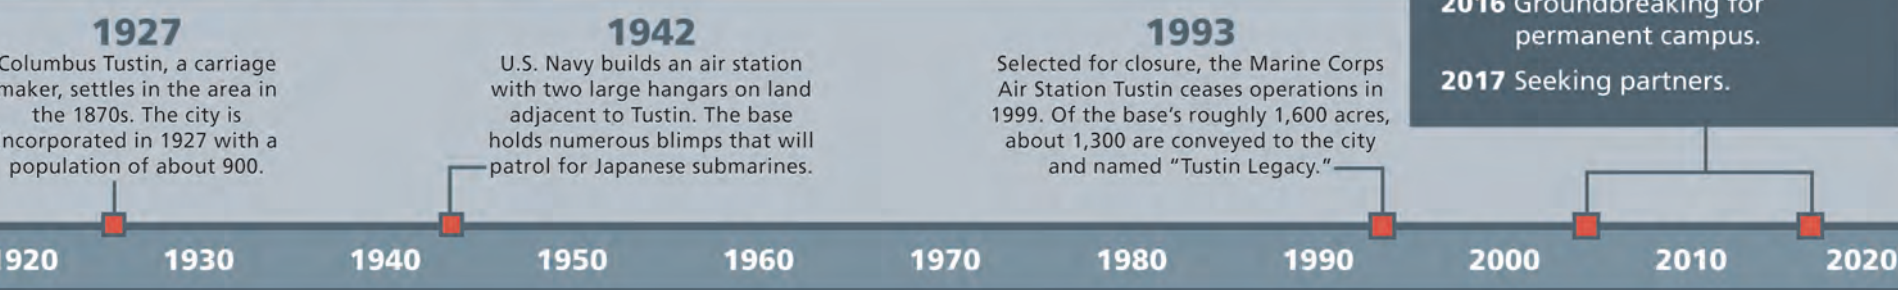 1927
Columbus Tustin, a carriage
maker, settles in the area in
the 1870s. The city is
incorporated in 1927 with a
population of about 900.
1942
U.S. Navy builds an air station
with two large hangars on land
adjacent to Tustin. The base
holds numerous blimps that will
patrol for Japanese submarines.
1993
Selected for closure, the Marine Corps
Air Station Tustin ceases operations in
1999. Of the base’s roughly 1,600 acres,
about 1,300 are conveyed to the city
and named “Tustin Legacy.”
2016 Groundbreaking for
permanent campus.
2017 Seeking partners.
1920 1930 1940 1950 1960 1970 1980 1990 2000 2010 2020